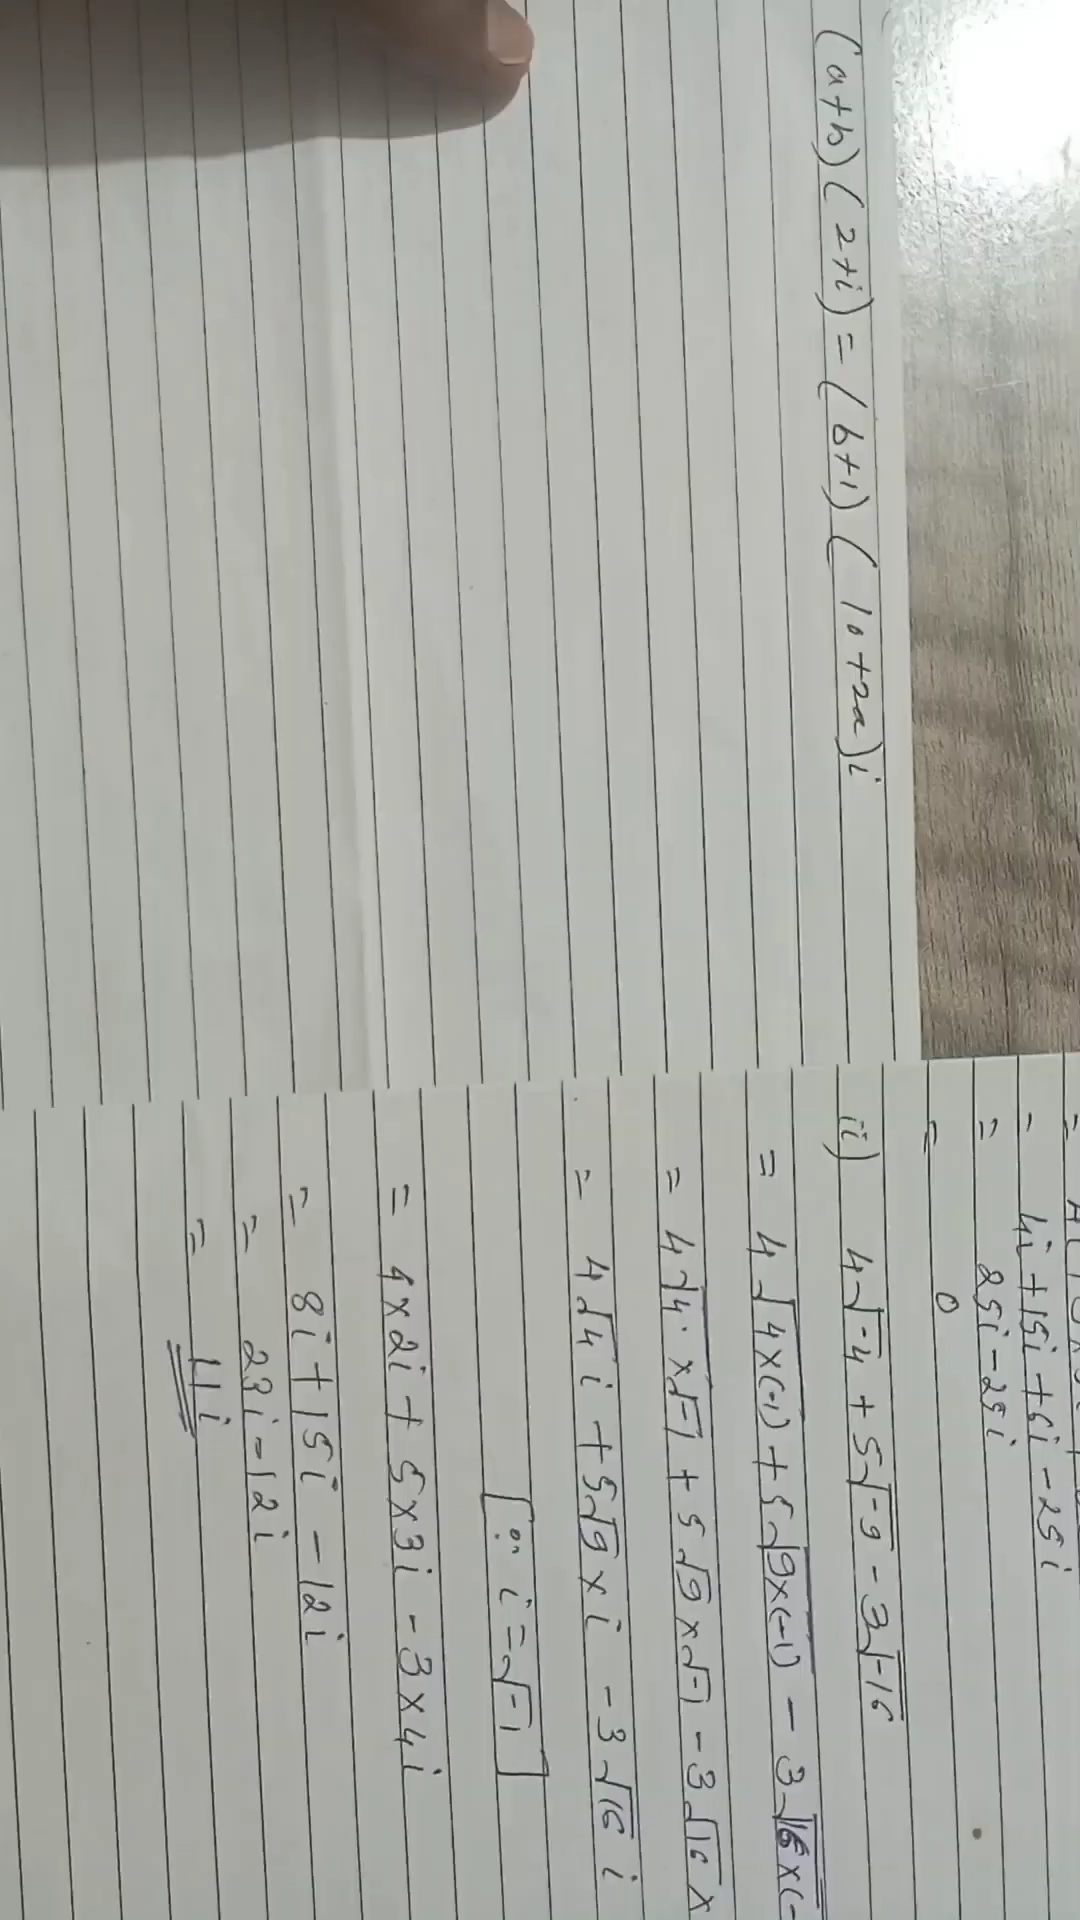 (a+b) (2+i) = (b+1) (10+2a)i
4i + 15i + 6i - 25i
= 25i - 25i
= 0
ii) 4√-4 + 5√-9 - 3√-16
= 4√4×(-1) + 5√9×(-1) - 3√16×(-
= 4√4 × √-1 + 5√9×√-1 - 3√16 ×
= 4√4 i + 5√9 × i - 3√16 i
[∵ i = √-1]
= 4×2i + 5×3i - 3×4i
= 8i + 15i - 12i
= 23i - 12i
= 11i